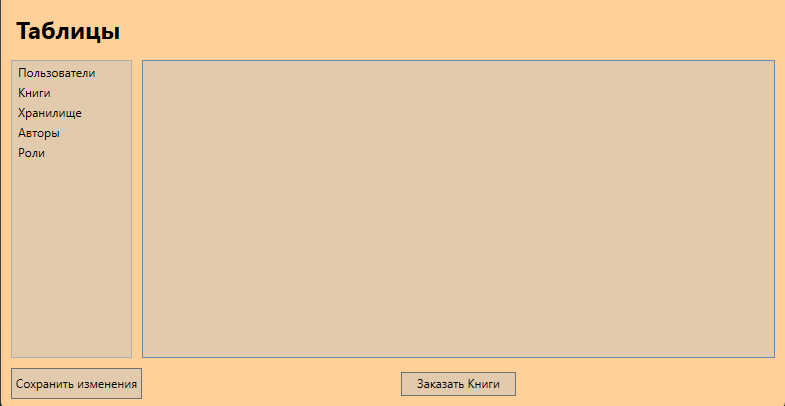 Таблицы
Пользователи
Книги
Хранилище
Авторы
Роли
Сохранить изменения
Заказать Книги